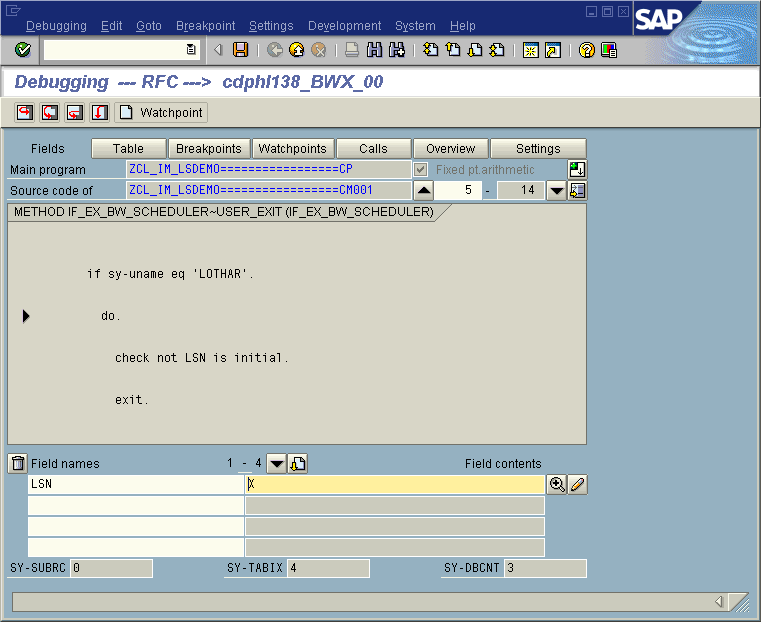 Debugging Edit Goto Breakpoint Settings Development System Help
SAP
Debugging --- RFC ---> cdphl138_BWX_00
Watchpoint
Fields Table Breakpoints Watchpoints Calls Overview Settings
Main program ZCL_IM_LSDEMO=================CP Fixed pt.arithmetic
Source code of ZCL_IM_LSDEMO=================CM001 5 - 14
METHOD IF_EX_BW_SCHEDULER~USER_EXIT (IF_EX_BW_SCHEDULER)
if sy-uname eq 'LOTHAR'.
do.
check not LSN is initial.
exit.
Field names 1 - 4 Field contents
LSN X
SY-SUBRC 0 SY-TABIX 4 SY-DBCNT 3